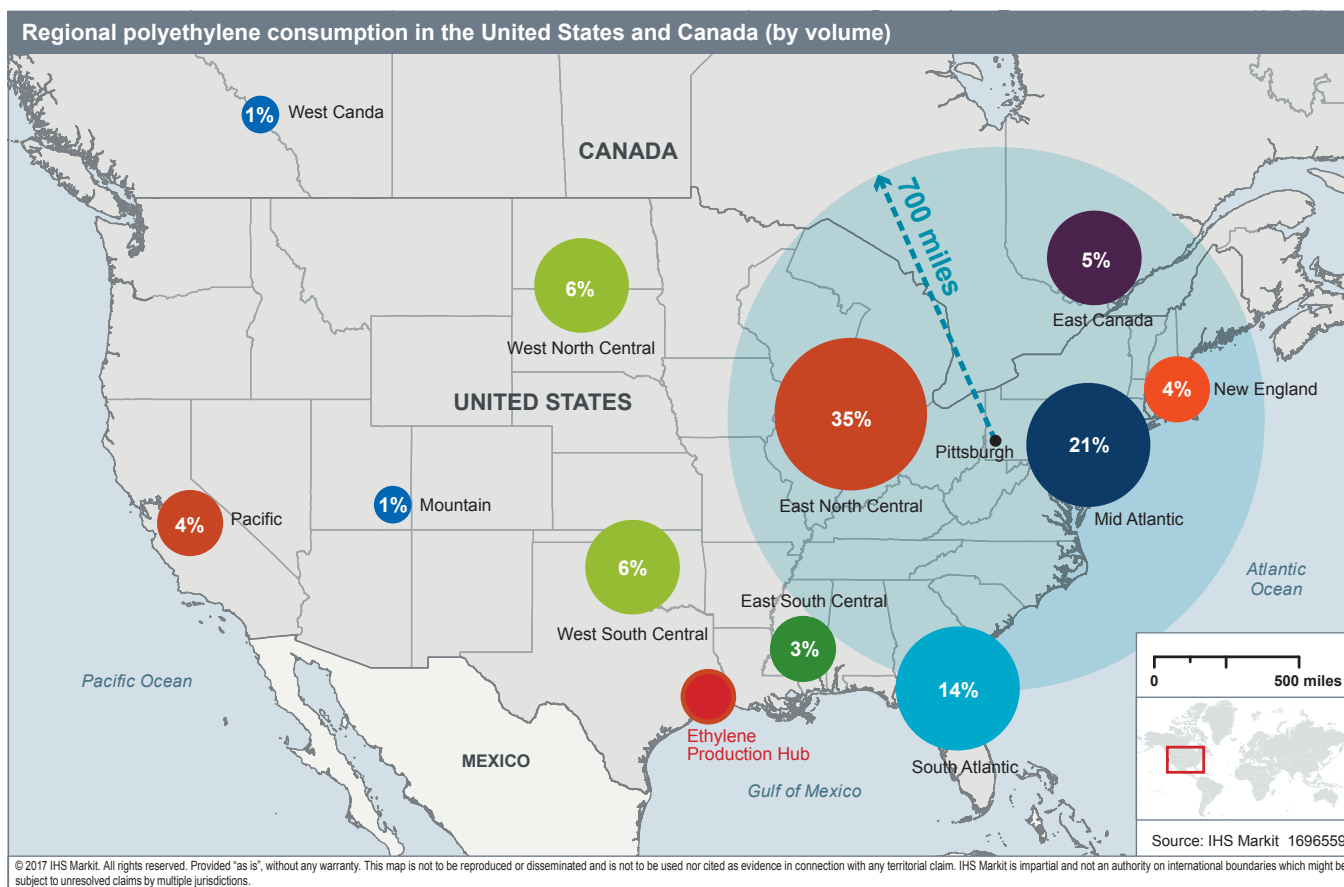 Regional polyethylene consumption in the United States and Canada (by volume)
1%
West Canda
CANADA
700 miles
5%
East Canada
6%
West North Central
UNITED STATES
35%
East North Central
Pittsburgh
4%
New England
21%
Mid Atlantic
4%
Pacific
1%
Mountain
6%
West South Central
East South Central
3%
14%
South Atlantic
Atlantic
Ocean
Pacific Ocean
Ethylene
Production Hub
MEXICO
Gulf of Mexico
0 500 miles
Source: IHS Markit 1696559
© 2017 IHS Markit. All rights reserved. Provided “as is”, without any warranty. This map is not to be reproduced or disseminated and is not to be used nor cited as evidence in connection with any territorial claim. IHS Markit is impartial and not an authority on international boundaries which might be
subject to unresolved claims by multiple jurisdictions.